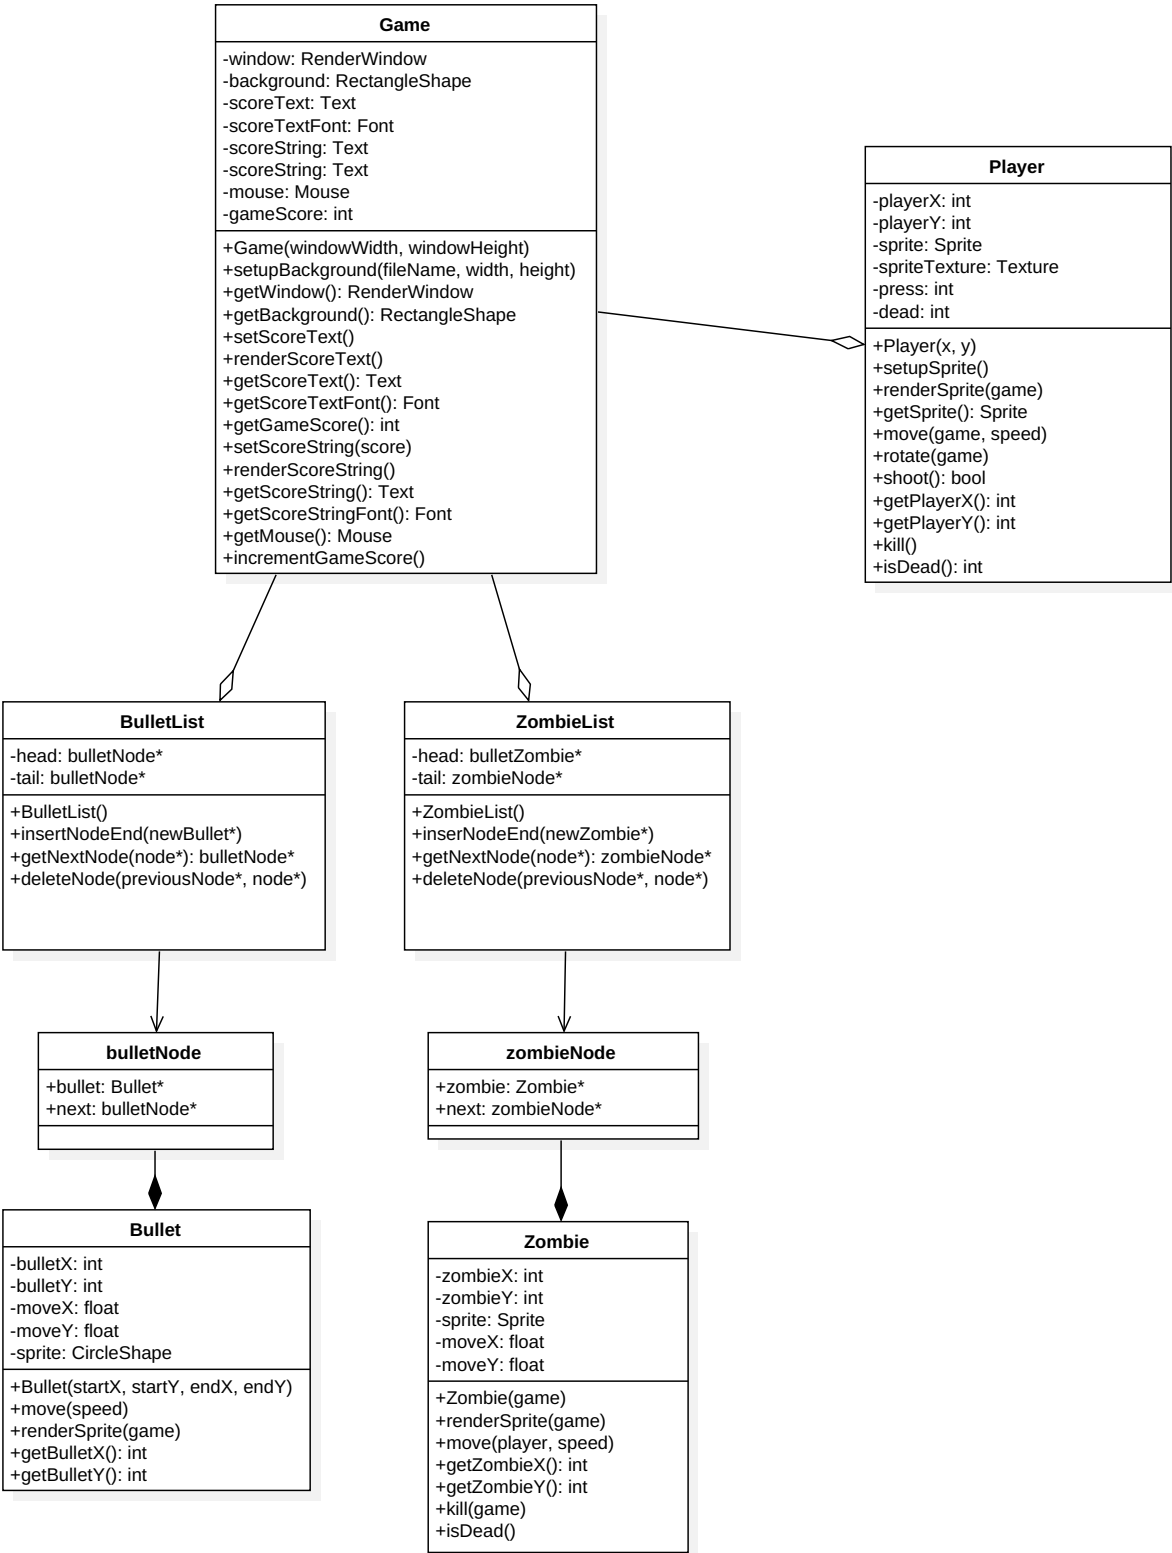 Game
-window: RenderWindow
-background: RectangleShape
-scoreText: Text
-scoreTextFont: Font
-scoreString: Text
-scoreString: Text
-mouse: Mouse
-gameScore: int
+Game(windowWidth, windowHeight)
+setupBackground(fileName, width, height)
+getWindow(): RenderWindow
+getBackground(): RectangleShape
+setScoreText()
+renderScoreText()
+getScoreText(): Text
+getScoreTextFont(): Font
+getGameScore(): int
+setScoreString(score)
+renderScoreString()
+getScoreString(): Text
+getScoreStringFont(): Font
+getMouse(): Mouse
+incrementGameScore()
Player
-playerX: int
-playerY: int
-sprite: Sprite
-spriteTexture: Texture
-press: int
-dead: int
+Player(x, y)
+setupSprite()
+renderSprite(game)
+getSprite(): Sprite
+move(game, speed)
+rotate(game)
+shoot(): bool
+getPlayerX(): int
+getPlayerY(): int
+kill()
+isDead(): int
BulletList
-head: bulletNode*
-tail: bulletNode*
+BulletList()
+insertNodeEnd(newBullet*)
+getNextNode(node*): bulletNode*
+deleteNode(previousNode*, node*)
ZombieList
-head: bulletZombie*
-tail: zombieNode*
+ZombieList()
+inserNodeEnd(newZombie*)
+getNextNode(node*): zombieNode*
+deleteNode(previousNode*, node*)
bulletNode
+bullet: Bullet*
+next: bulletNode*
zombieNode
+zombie: Zombie*
+next: zombieNode*
Bullet
-bulletX: int
-bulletY: int
-moveX: float
-moveY: float
-sprite: CircleShape
+Bullet(startX, startY, endX, endY)
+move(speed)
+renderSprite(game)
+getBulletX(): int
+getBulletY(): int
Zombie
-zombieX: int
-zombieY: int
-sprite: Sprite
-moveX: float
-moveY: float
+Zombie(game)
+renderSprite(game)
+move(player, speed)
+getZombieX(): int
+getZombieY(): int
+kill(game)
+isDead()